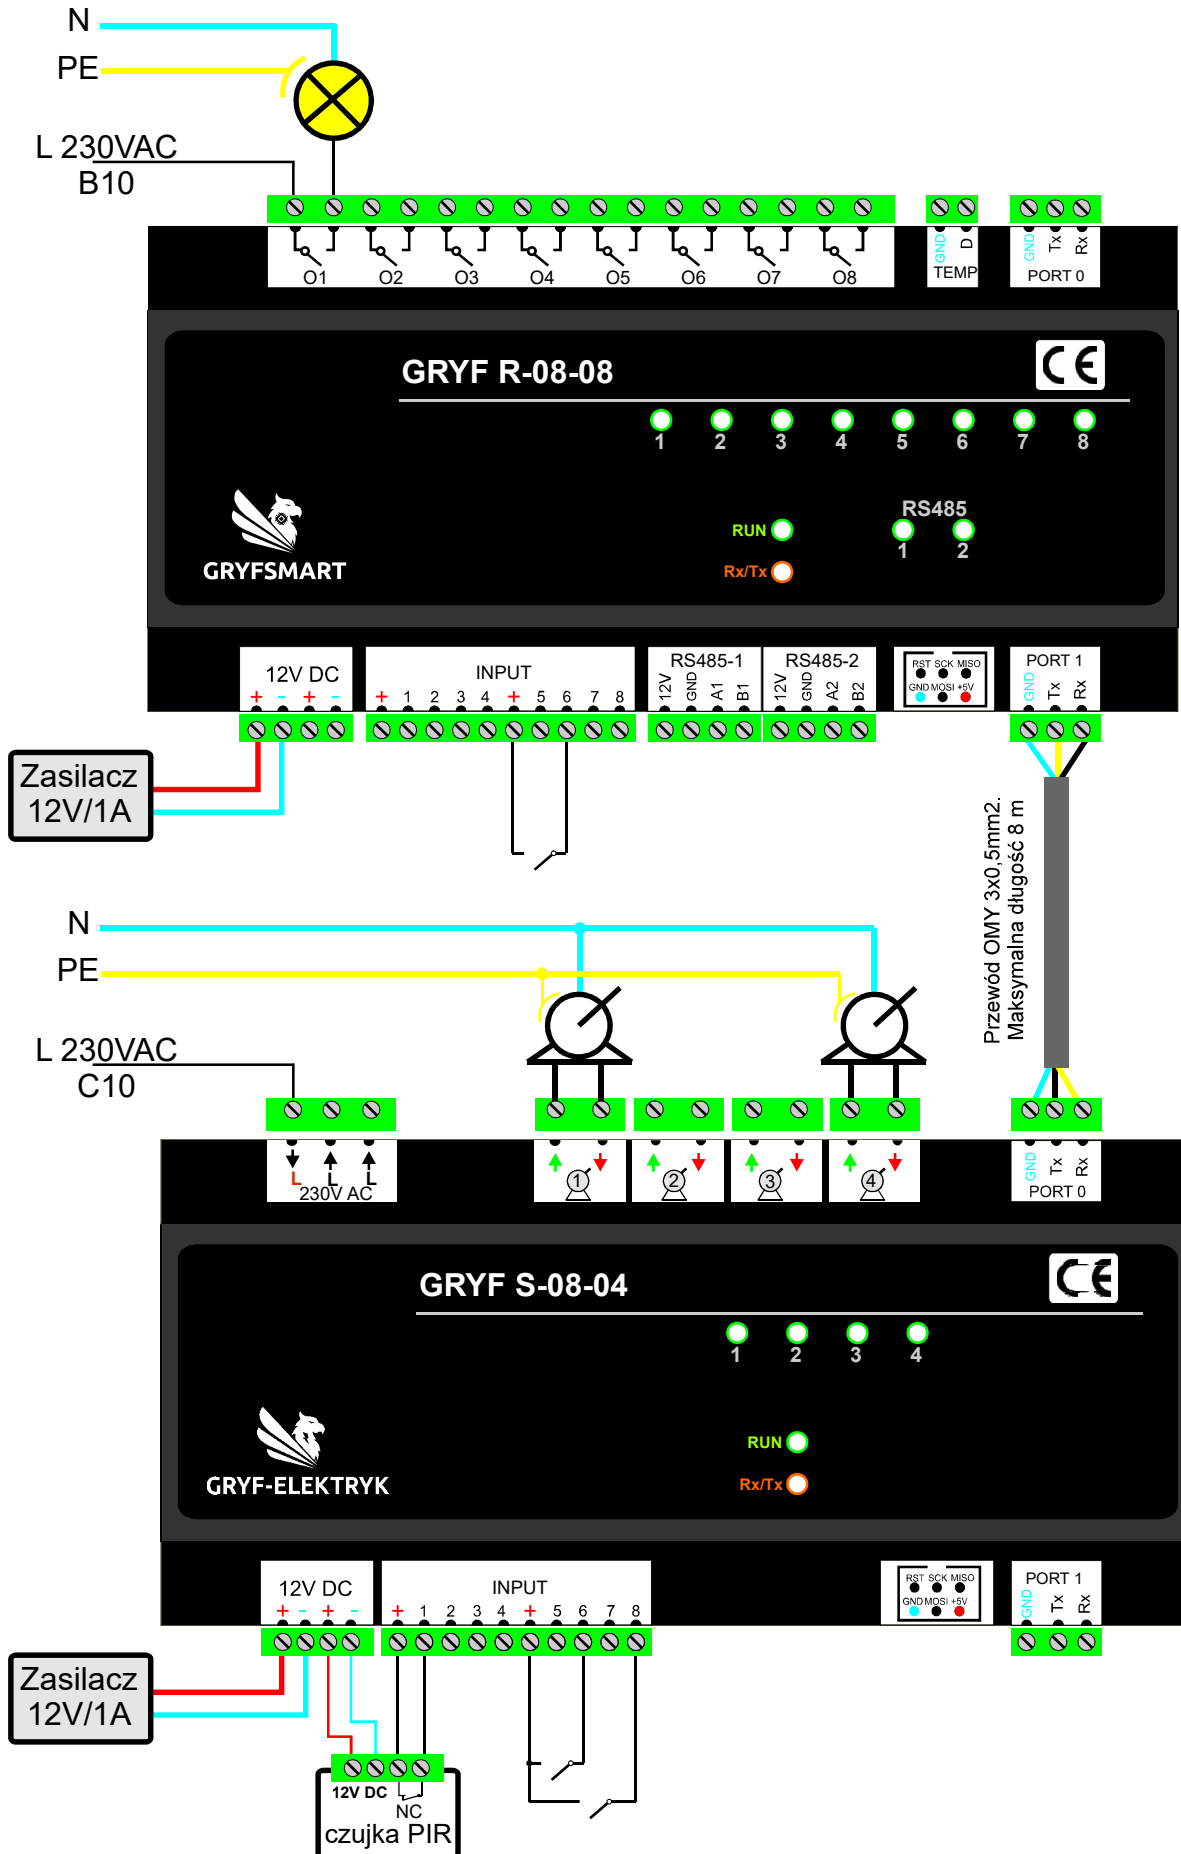 N
PE
L 230VAC
B10
O1 O2 O3 O4 O5 O6 O7 O8
GND D
TEMP
GND Tx Rx
PORT 0
GRYF R-08-08
CE
1 2 3 4 5 6 7 8
RS485
RUN
1 2
Rx/Tx
GRYFSMART
12V DC
+ - + -
INPUT
+ 1 2 3 4 + 5 6 7 8
RS485-1
12V GND A1 B1
RS485-2
12V GND A2 B2
RST SCK MISO
GND MOSI +5V
PORT 1
GND Tx Rx
Zasilacz
12V/1A
Przewód OMY 3x0,5mm2.
Maksymalna długość 8 m
N
PE
L 230VAC
C10
L L L
230V AC
1 2 3 4
GND Tx Rx
PORT 0
GRYF S-08-04
CE
1 2 3 4
RUN
Rx/Tx
GRYF-ELEKTRYK
12V DC
+ - + -
INPUT
+ 1 2 3 4 + 5 6 7 8
RST SCK MISO
GND MOSI +5V
PORT 1
GND Tx Rx
Zasilacz
12V/1A
12V DC
NC
czujka PIR